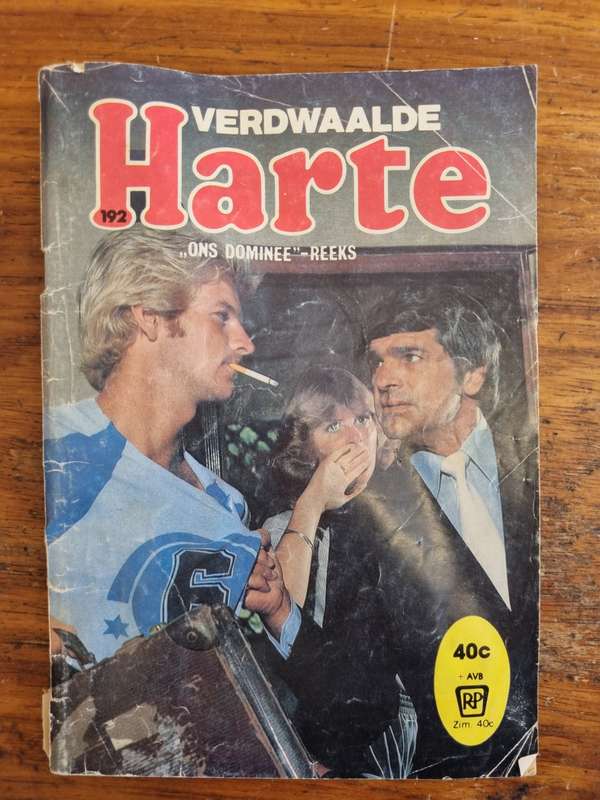 VERDWAALDE
Harte
192
„ONS DOMINEE"-REEKS
6
40c
+ AVB
RP
Zim. 40c